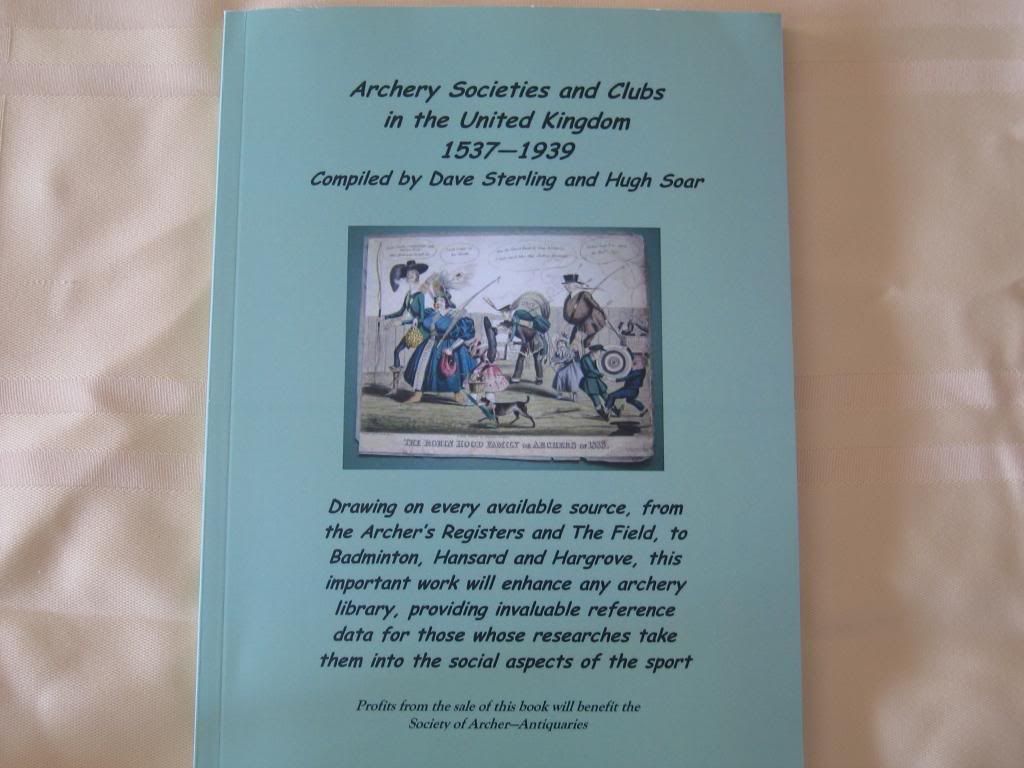 Archery Societies and Clubs
in the United Kingdom
1537—1939
Compiled by Dave Sterling and Hugh Soar
THE ROBIN HOOD FAMILY OR ARCHERS OF
Drawing on every available source, from
the Archer's Registers and The Field, to
Badminton, Hansard and Hargrove, this
important work will enhance any archery
library, providing invaluable reference
data for those whose researches take
them into the social aspects of the sport
Profits from the sale of this book will benefit the
Society of Archer—Antiquaries